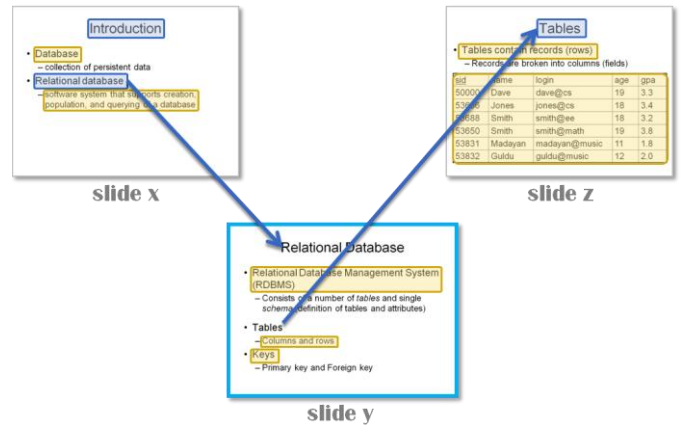 Introduction
• Database
– collection of persistent data
• Relational database
– software system that supports creation,
population, and querying of a database
slide x
Tables
• Tables contain records (rows)
– Records are broken into columns (fields)
sid name login age gpa
50000 Dave dave@cs 19 3.3
Jones jones@cs 18 3.4
53688 Smith smith@ee 18 3.2
53650 Smith smith@math 19 3.8
53831 Madayan madayan@music 11 1.8
53832 Guldu guldu@music 12 2.0
slide z
Relational Database
• Relational Database Management System
(RDBMS)
– Consists of a number of tables and single
schema (definition of tables and attributes)
• Tables
– Columns and rows
• Keys
– Primary key and Foreign key
slide y